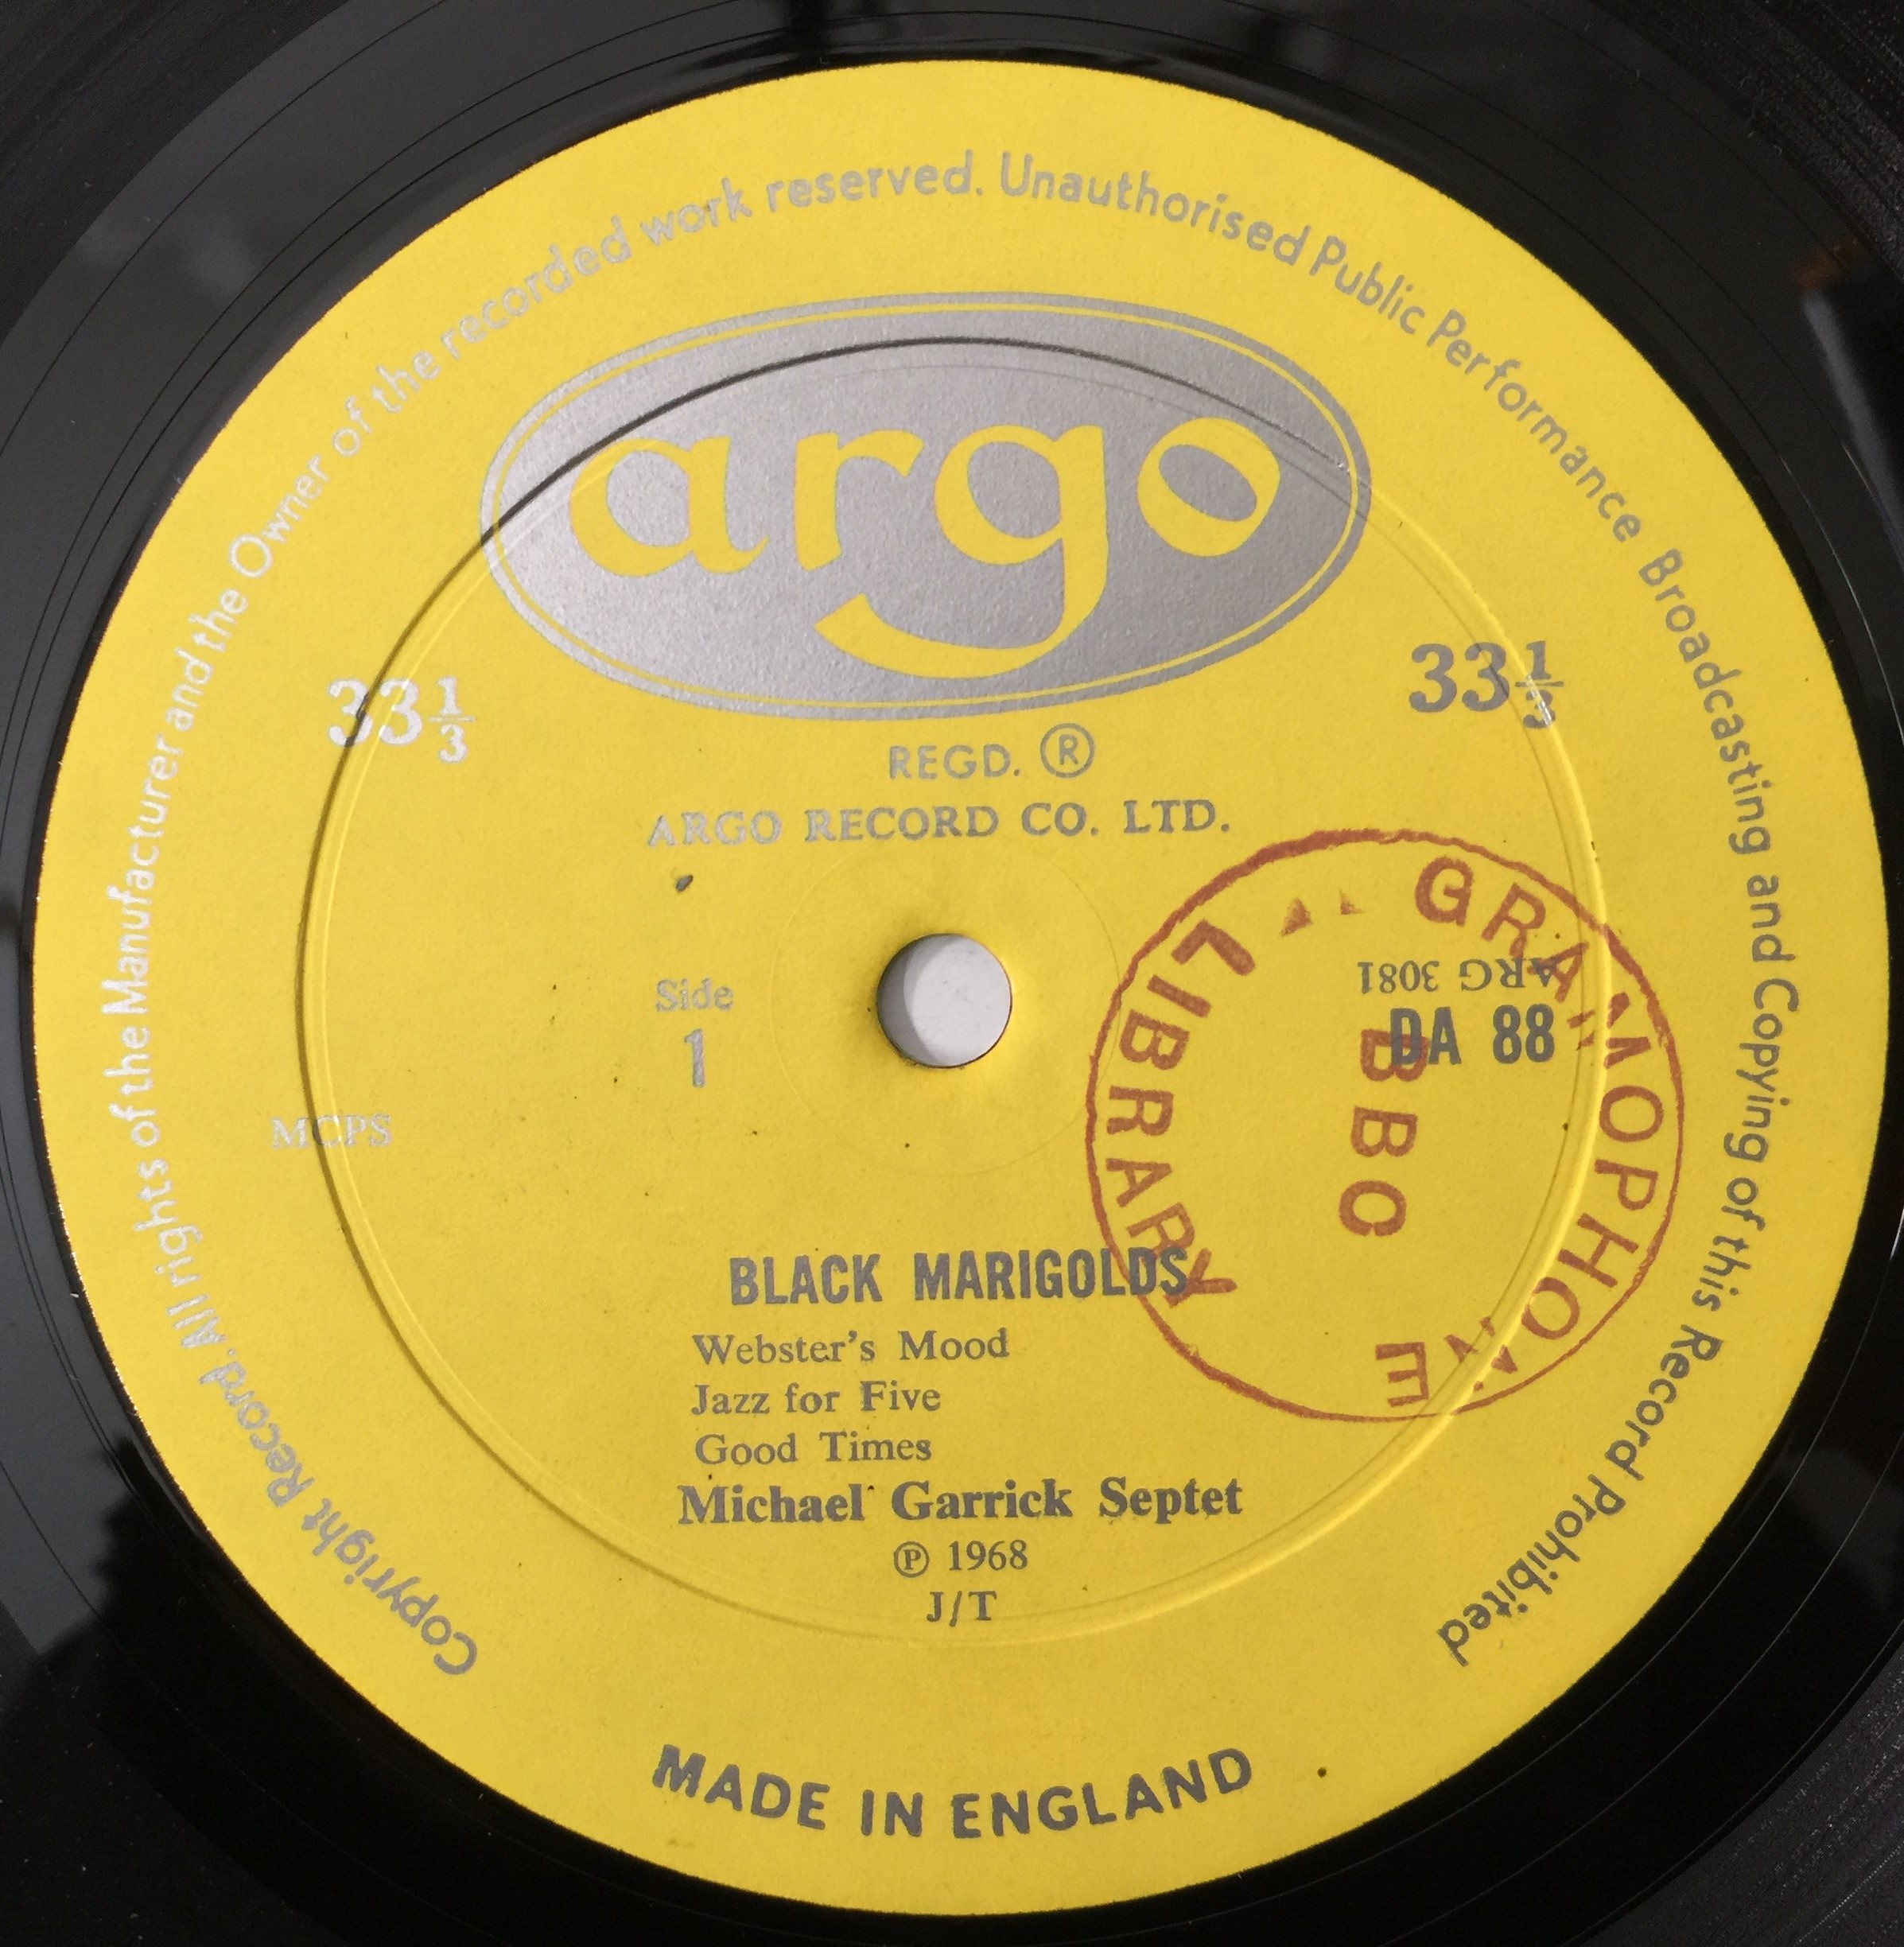 Copyright Record. All rights of the Manufacturer and the Owner of the recorded work reserved. Unauthorised Public Performance Broadcasting and Copying of this Record Prohibited
argo
33⅓
33⅓
REGD. ®
ARGO RECORD CO. LTD.
Side
1
ARG 3081
DA 88
GRAMOPHONE
LIBRARY
BBC
MCPS
BLACK MARIGOLDS
Webster's Mood
Jazz for Five
Good Times
Michael Garrick Septet
℗ 1968
J/T
MADE IN ENGLAND